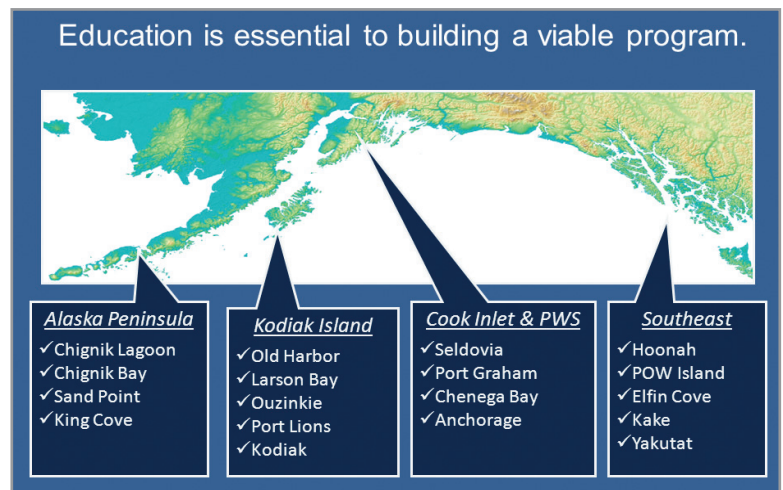 Education is essential to building a viable program.
Alaska Peninsula
✓Chignik Lagoon
✓Chignik Bay
✓Sand Point
✓King Cove
Kodiak Island
✓Old Harbor
✓Larson Bay
✓Ouzinkie
✓Port Lions
✓Kodiak
Cook Inlet & PWS
✓Seldovia
✓Port Graham
✓Chenega Bay
✓Anchorage
Southeast
✓Hoonah
✓POW Island
✓Elfin Cove
✓Kake
✓Yakutat